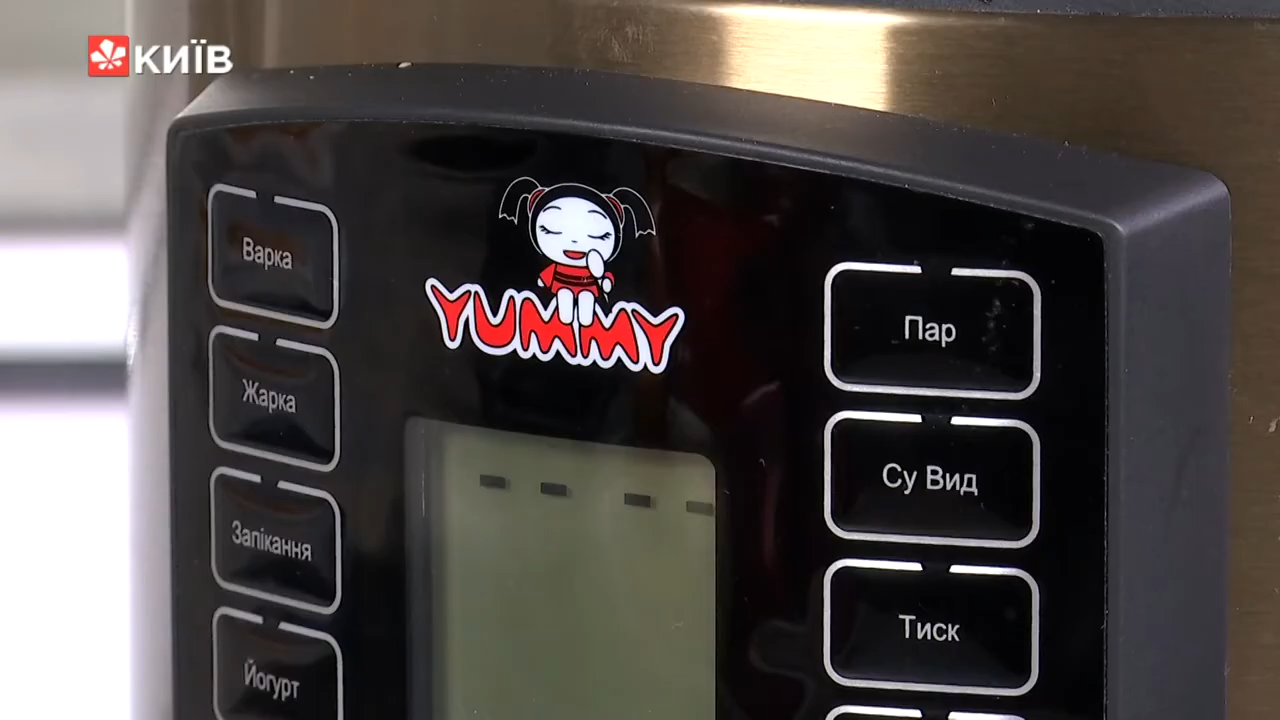 КИЇВ
YUMMY
Варка
Жарка
Запікання
Йогурт
Пар
Су Вид
Тиск